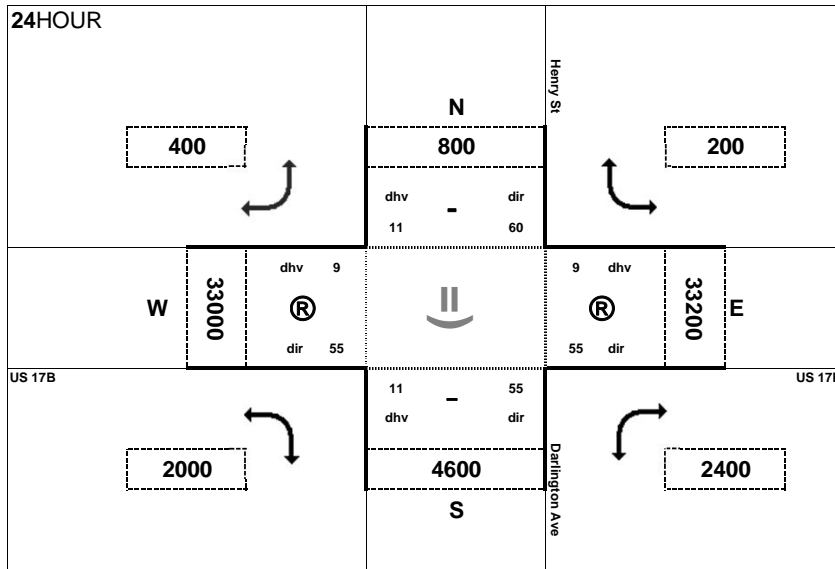 24HOUR
Henry St
N
400
800
200
dhv
-
dir
11
60
W
33000
dhv 9
®
dir 55
=)
9 dhv
®
55 dir
33200
E
US 17B
US 17B
11
-
55
dhv
dir
2000
4600
2400
S
Darlington Ave